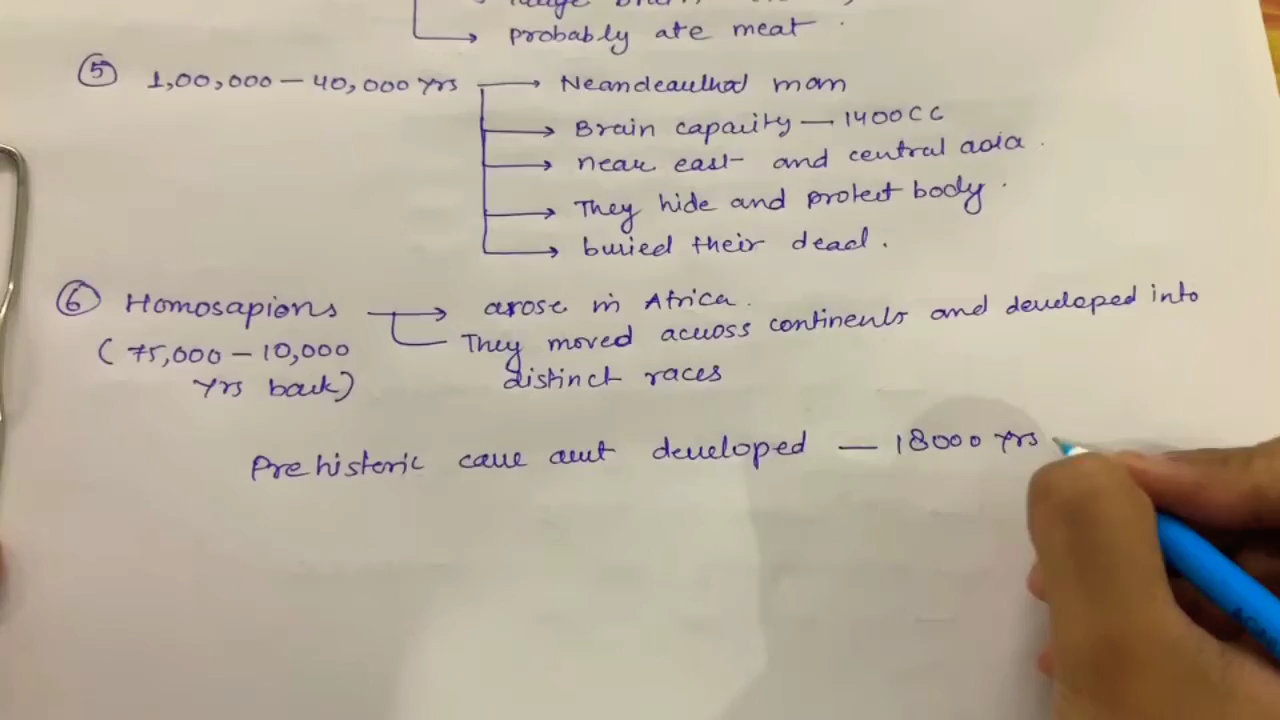 probably ate meat.
⑤ 1,00,000 – 40,000 yrs → Neandeaulhal man
→ Brain capacity – 1400CC
→ near east and central asia.
→ They hide and protect body.
→ buried their dead.
⑥ Homosapions → arose in Africa.
(75,000 – 10,000 yrs back)
They moved across continents and developed into
distinct races
Prehistoric cave art developed – 18000 yrs